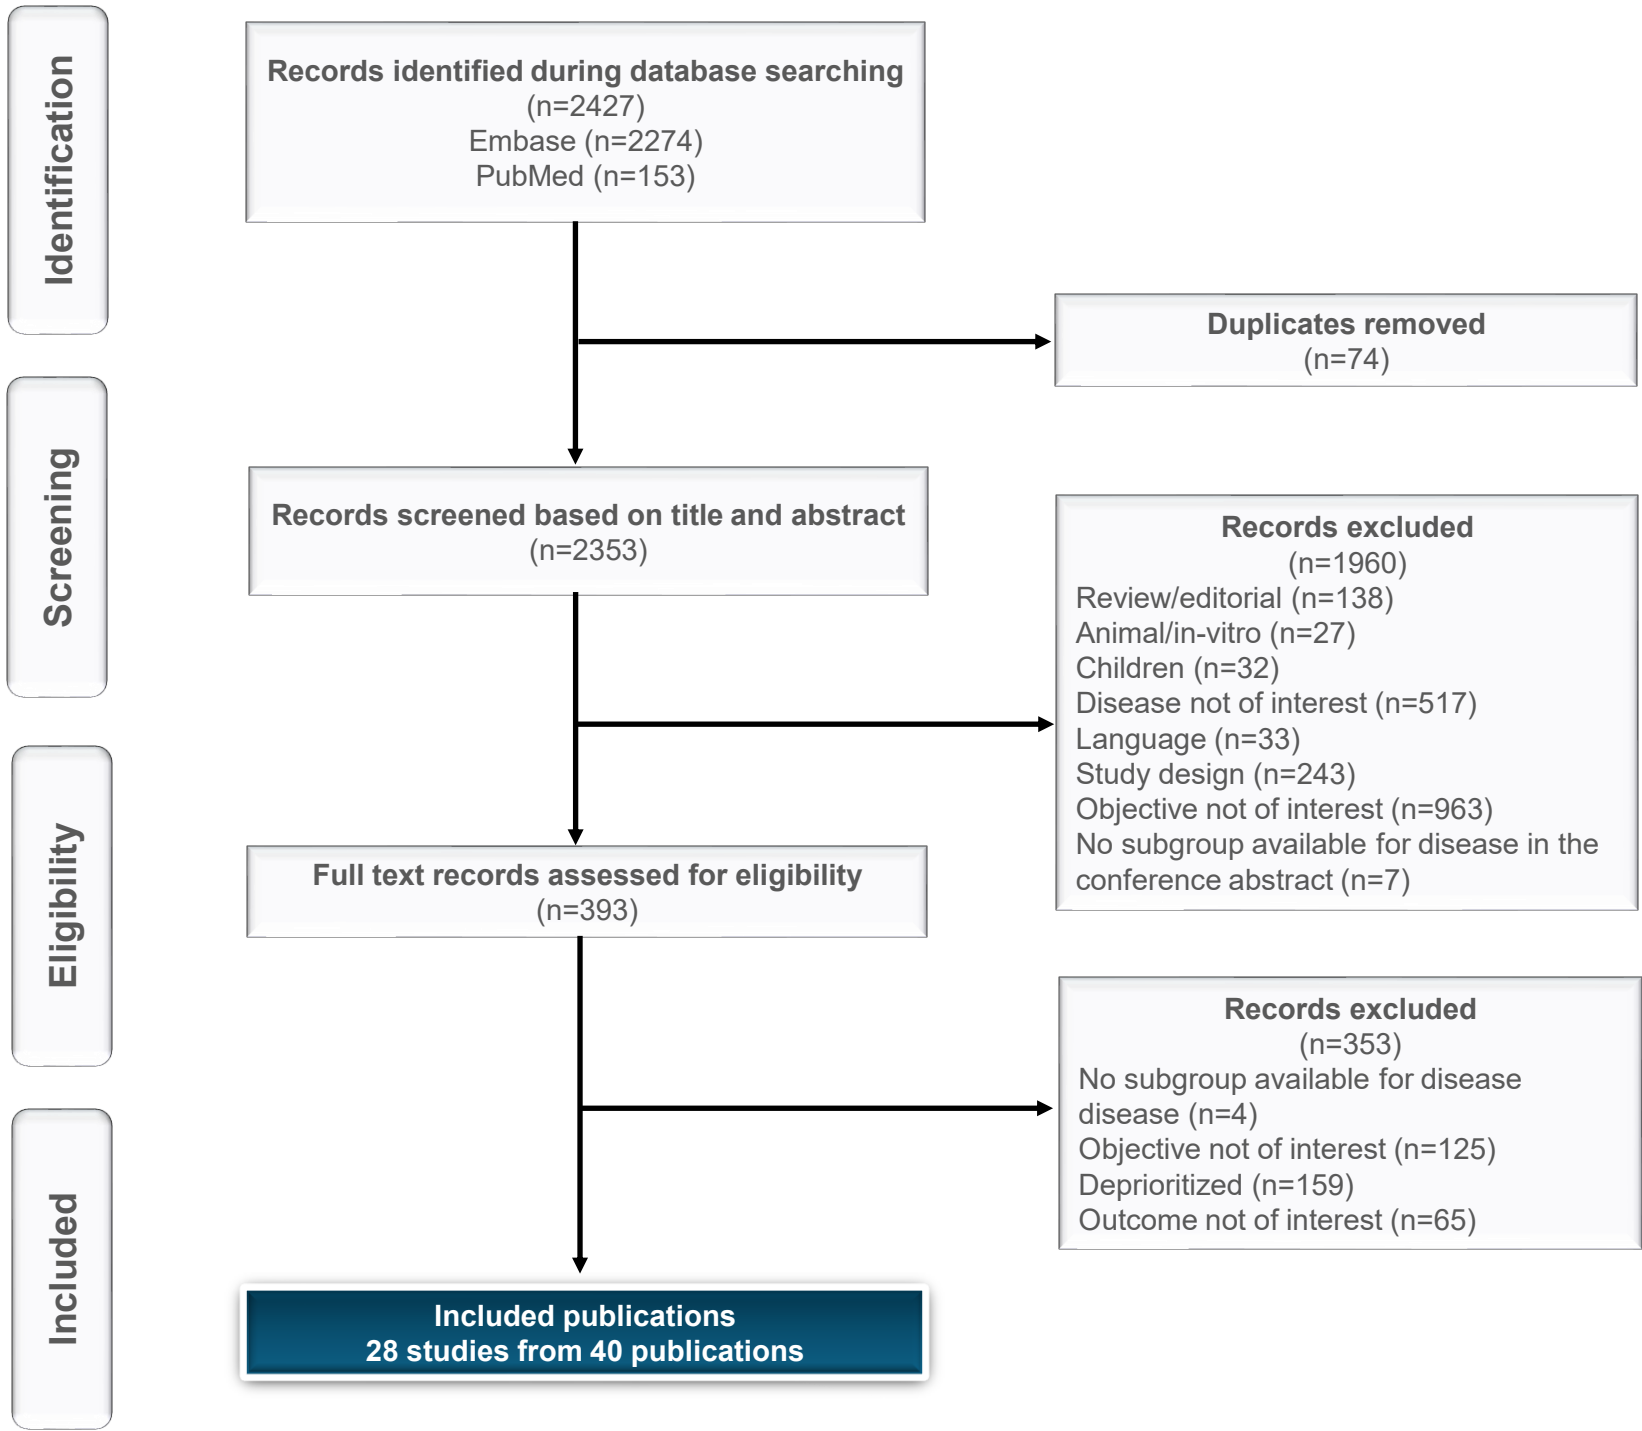 Identification
Records identified during database searching
(n=2427)
Embase (n=2274)
PubMed (n=153)
Duplicates removed
(n=74)
Screening
Records screened based on title and abstract
(n=2353)
Records excluded
(n=1960)
Review/editorial (n=138)
Animal/in-vitro (n=27)
Children (n=32)
Disease not of interest (n=517)
Language (n=33)
Study design (n=243)
Objective not of interest (n=963)
No subgroup available for disease in the
conference abstract (n=7)
Eligibility
Full text records assessed for eligibility
(n=393)
Records excluded
(n=353)
No subgroup available for disease
disease (n=4)
Objective not of interest (n=125)
Deprioritized (n=159)
Outcome not of interest (n=65)
Included
Included publications
28 studies from 40 publications